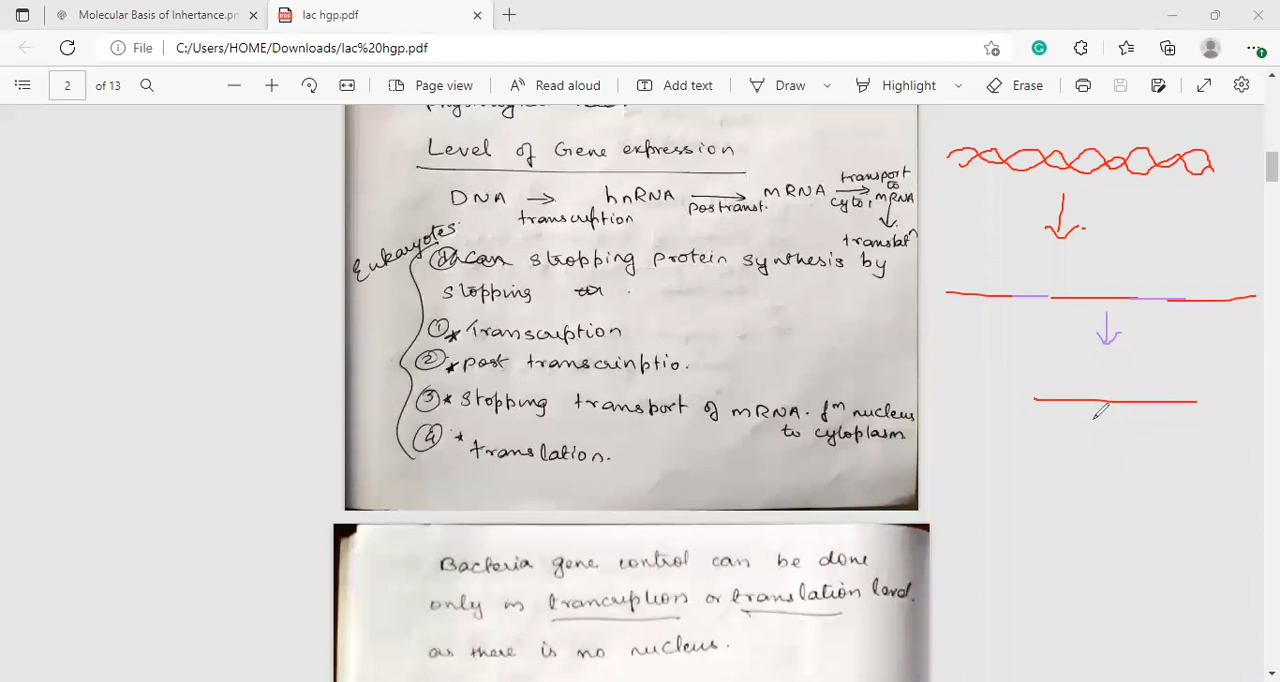 Molecular Basis of Inhertance.pr
lac hgp.pdf
File
C:/Users/HOME/Downloads/lac%20hgp.pdf
2
of 13
Page view
Read aloud
Add text
Draw
Highlight
Erase
Level of Gene expression
DNA → hnRNA → mRNA → mRNA
transcription
postranst.
transport to cyto,
translatn
Eukaryotes
can stopping protein synthesis by
stopping
① * Transcription
② * post transcrinptio.
③ * stopping transport of mRNA. fm nucleus
to cytoplasm
④ * translation.
Bacteria gene control can be done
only in trancuption or translation level.
as there is no nucleus.